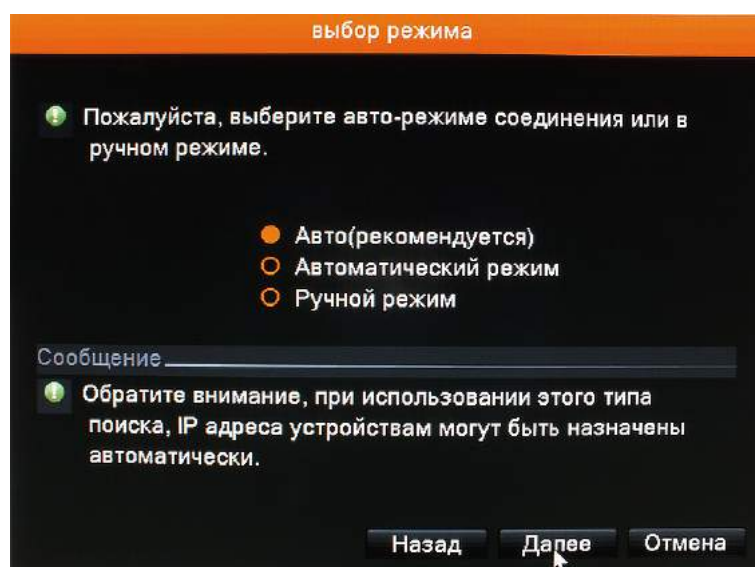 выбор режима
Пожалуйста, выберите авто-режиме соединения или в
ручном режиме.
Авто(рекомендуется)
Автоматический режим
Ручной режим
Сообщение
Обратите внимание, при использовании этого типа
поиска, IP адреса устройствам могут быть назначены
автоматически.
Назад Далее Отмена